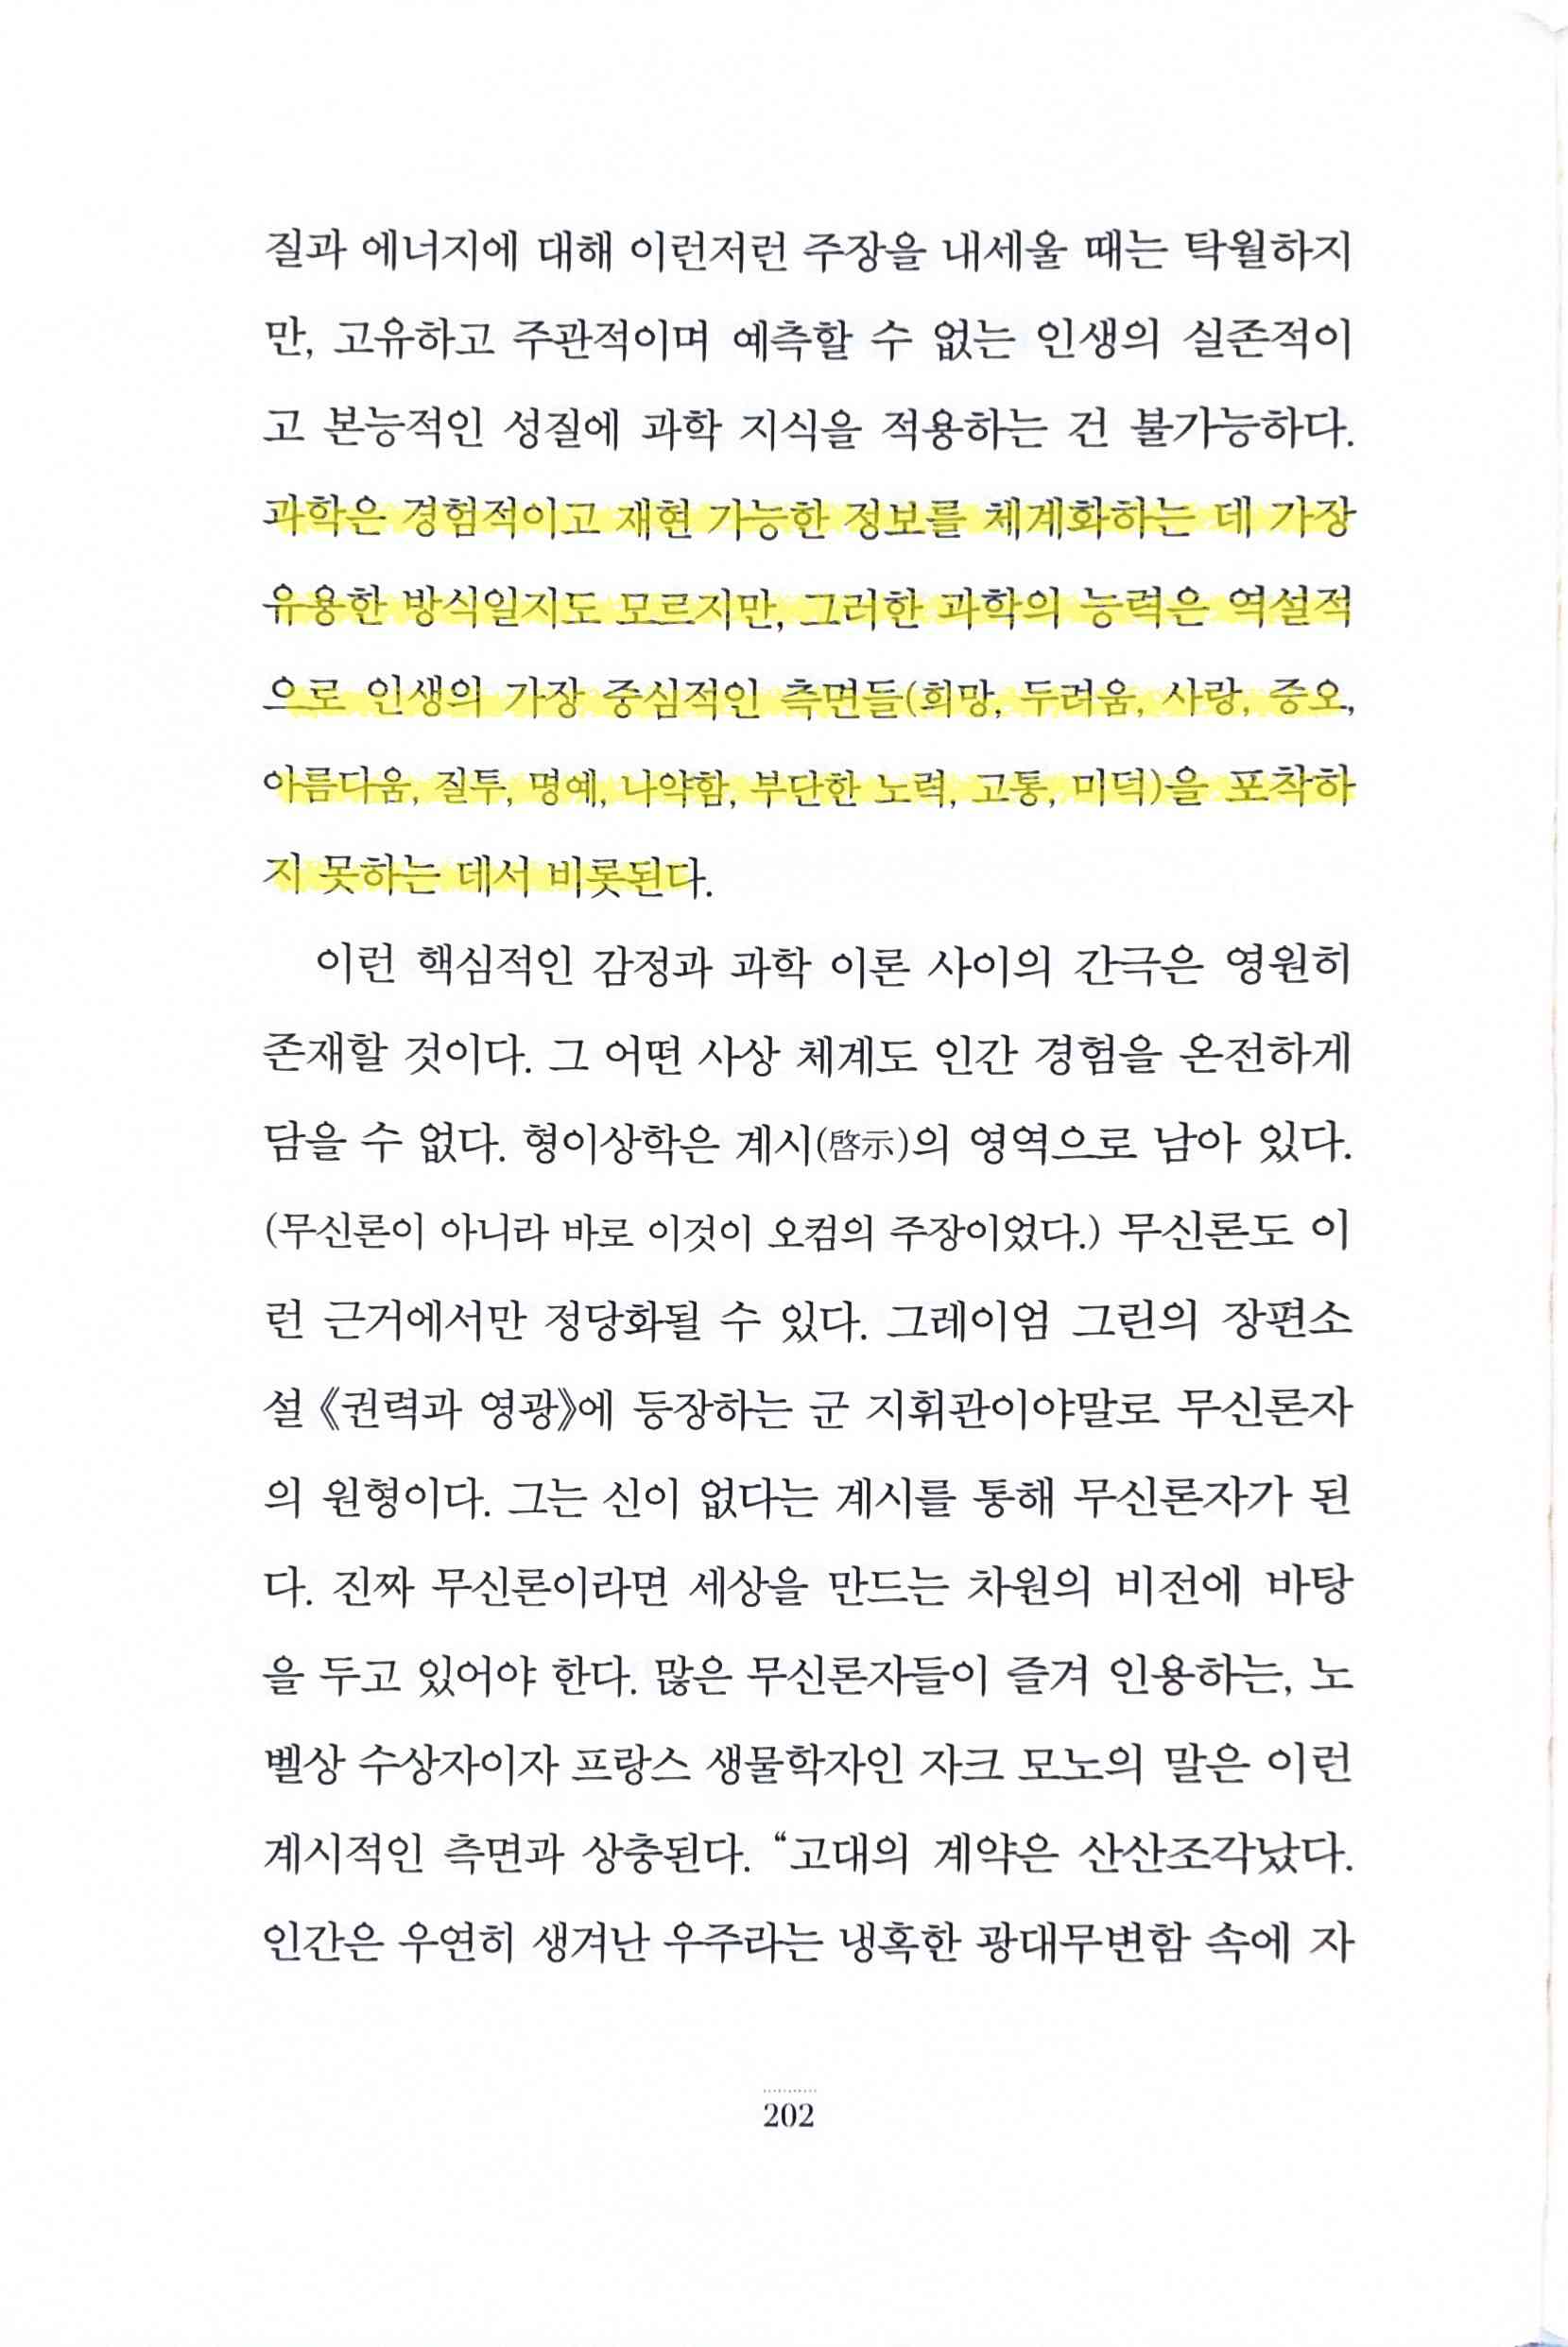 질과 에너지에 대해 이런저런 주장을 내세울 때는 탁월하지
만, 고유하고 주관적이며 예측할 수 없는 인생의 실존적이
고 본능적인 성질에 과학 지식을 적용하는 건 불가능하다.
과학은 경험적이고 재현 가능한 정보를 체계화하는 데 가장
유용한 방식일지도 모르지만, 그러한 과학의 능력은 역설적
으로 인생의 가장 중심적인 측면들(희망, 두려움, 사랑, 증오,
아름다움, 질투, 명예, 나약함, 부단한 노력, 고통, 미덕)을 포착하
지 못하는 데서 비롯된다.
이런 핵심적인 감정과 과학 이론 사이의 간극은 영원히
존재할 것이다. 그 어떤 사상 체계도 인간 경험을 온전하게
담을 수 없다. 형이상학은 계시(啓示)의 영역으로 남아 있다.
(무신론이 아니라 바로 이것이 오컴의 주장이었다.) 무신론도 이
런 근거에서만 정당화될 수 있다. 그레이엄 그린의 장편소
설 《권력과 영광》에 등장하는 군 지휘관이야말로 무신론자
의 원형이다. 그는 신이 없다는 계시를 통해 무신론자가 된
다. 진짜 무신론이라면 세상을 만드는 차원의 비전에 바탕
을 두고 있어야 한다. 많은 무신론자들이 즐겨 인용하는, 노
벨상 수상자이자 프랑스 생물학자인 자크 모노의 말은 이런
계시적인 측면과 상충된다. “고대의 계약은 산산조각났다.
인간은 우연히 생겨난 우주라는 냉혹한 광대무변함 속에 자
202